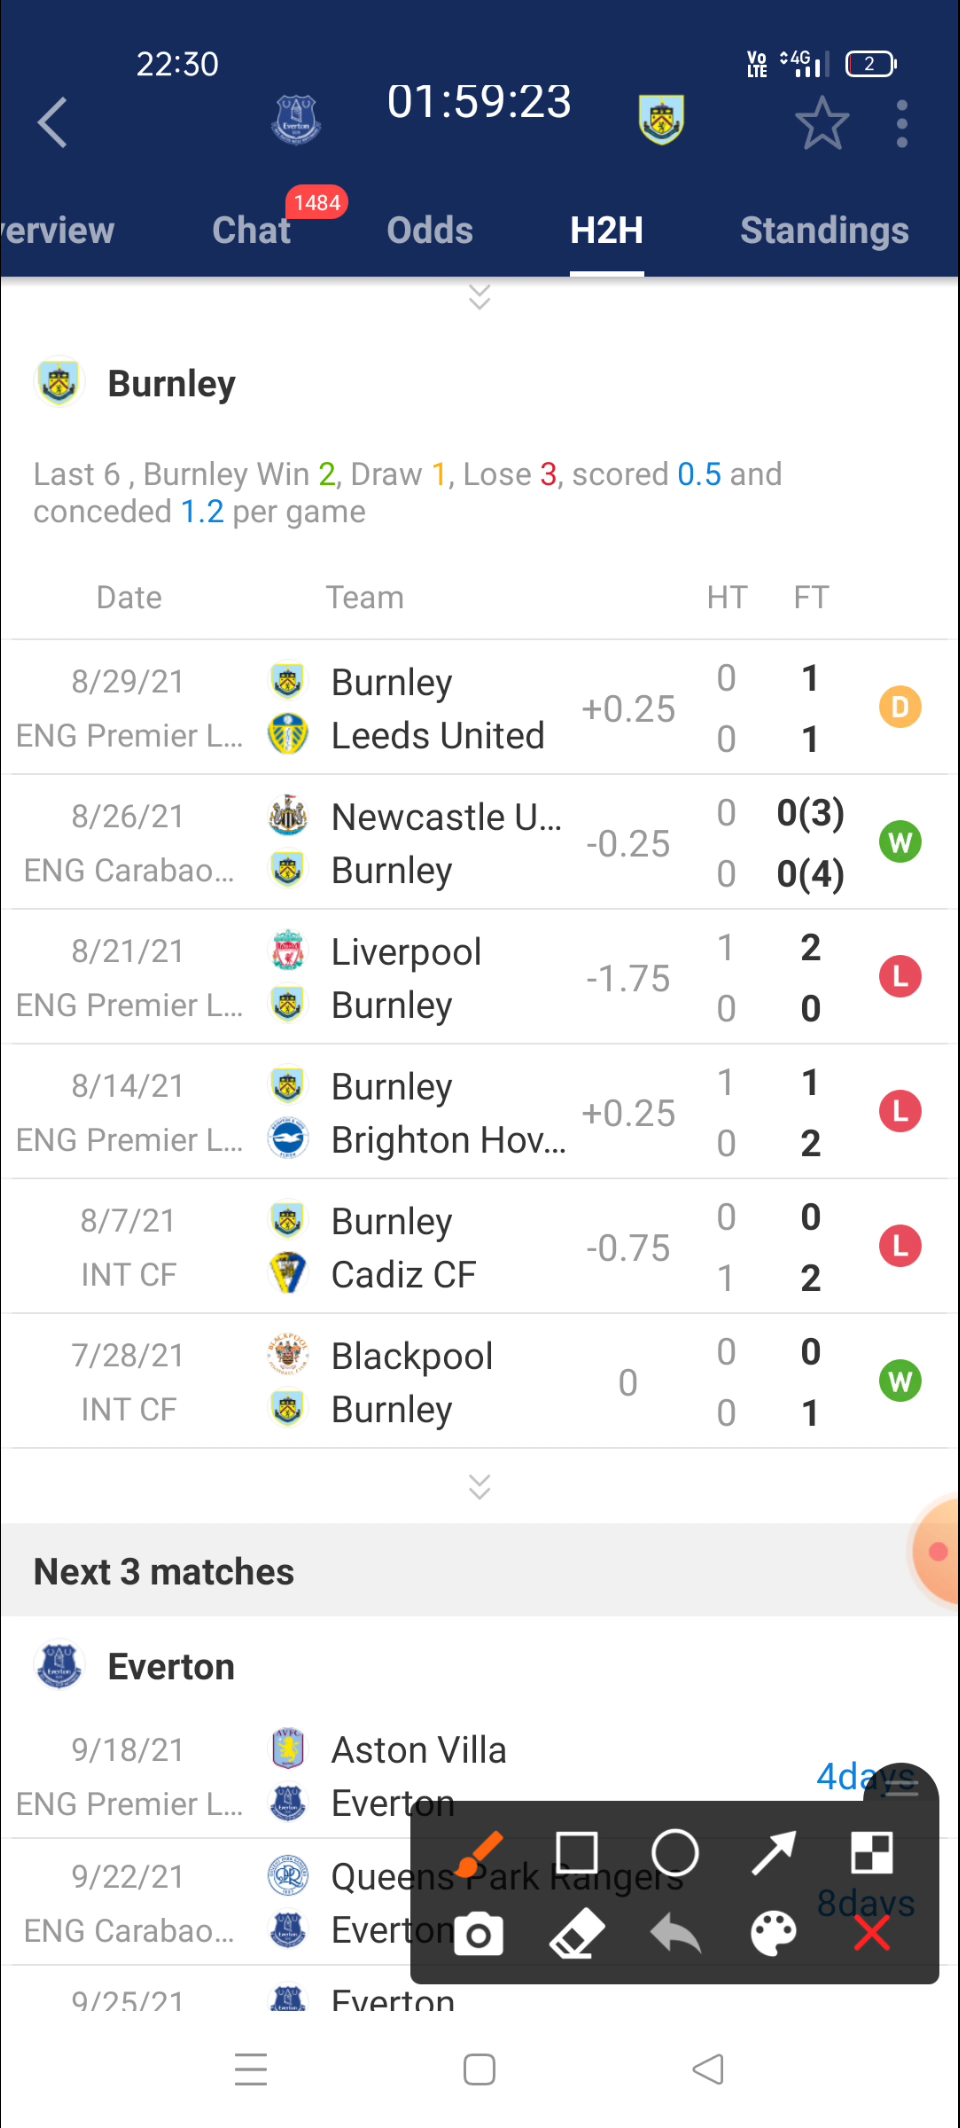 22:30
Vo LTE 4G 2
01:59:23
verview Chat 1484 Odds H2H Standings
Burnley
Last 6 , Burnley Win 2, Draw 1, Lose 3, scored 0.5 and
conceded 1.2 per game
Date Team HT FT
8/29/21 Burnley 0 1
+0.25 D
ENG Premier L... Leeds United 0 1
8/26/21 Newcastle U... 0 0(3)
-0.25 W
ENG Carabao... Burnley 0 0(4)
8/21/21 Liverpool 1 2
-1.75 L
ENG Premier L... Burnley 0 0
8/14/21 Burnley 1 1
+0.25 L
ENG Premier L... Brighton Hov... 0 2
8/7/21 Burnley 0 0
-0.75 L
INT CF Cadiz CF 1 2
7/28/21 Blackpool 0 0
0 W
INT CF Burnley 0 1
Next 3 matches
Everton
9/18/21 Aston Villa
4days
ENG Premier L... Everton
9/22/21 Queens Park Rangers
8days
ENG Carabao... Everton
9/25/21 Everton